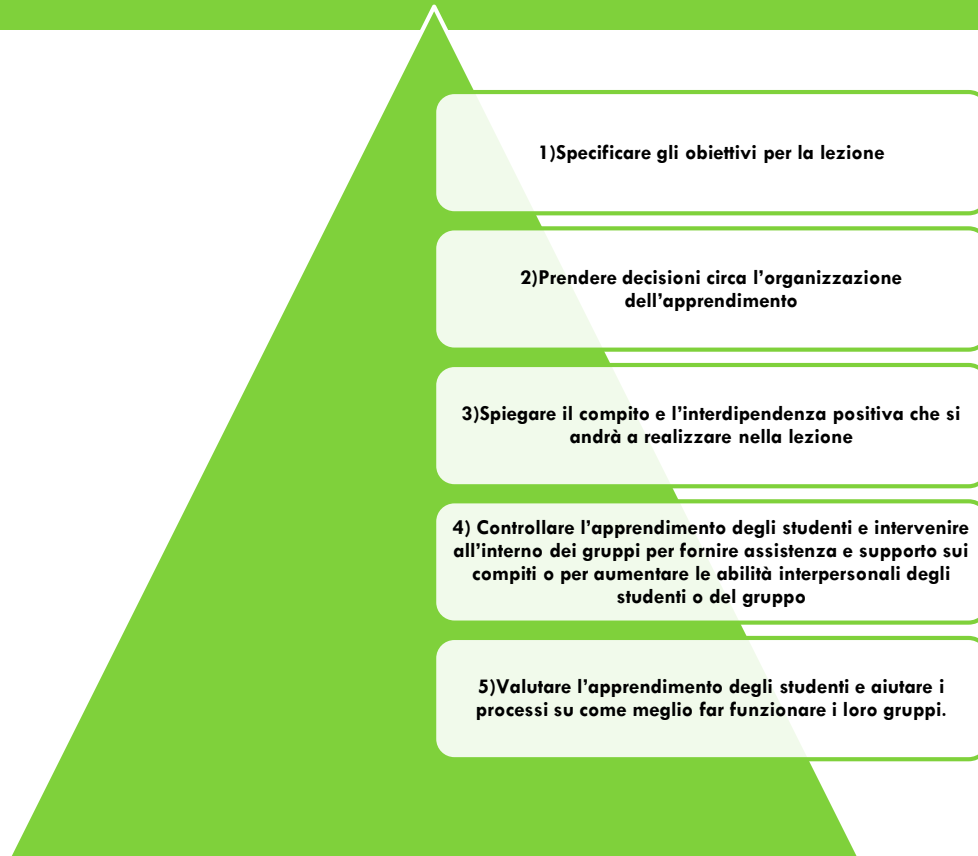 1)Specificare gli obiettivi per la lezione
2)Prendere decisioni circa l’organizzazione
dell’apprendimento
3)Spiegare il compito e l’interdipendenza positiva che si
andrà a realizzare nella lezione
4) Controllare l’apprendimento degli studenti e intervenire
all’interno dei gruppi per fornire assistenza e supporto sui
compiti o per aumentare le abilità interpersonali degli
studenti o del gruppo
5)Valutare l’apprendimento degli studenti e aiutare i
processi su come meglio far funzionare i loro gruppi.